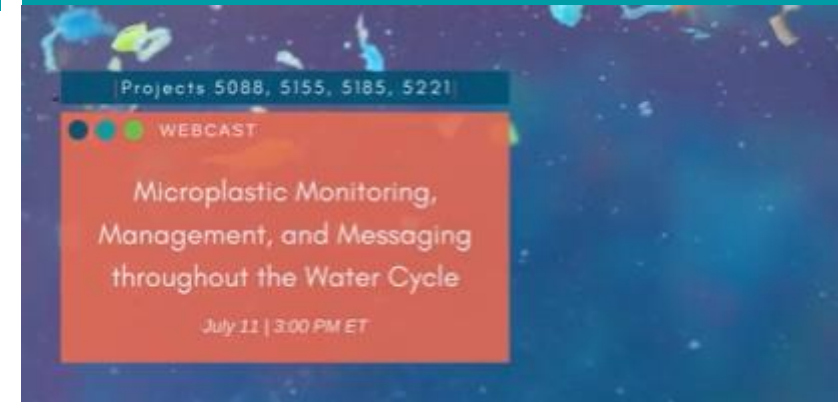 |Projects 5088, 5155, 5185, 5221|
WEBCAST
Microplastic Monitoring,
Management, and Messaging
throughout the Water Cycle
July 11 | 3:00 PM ET